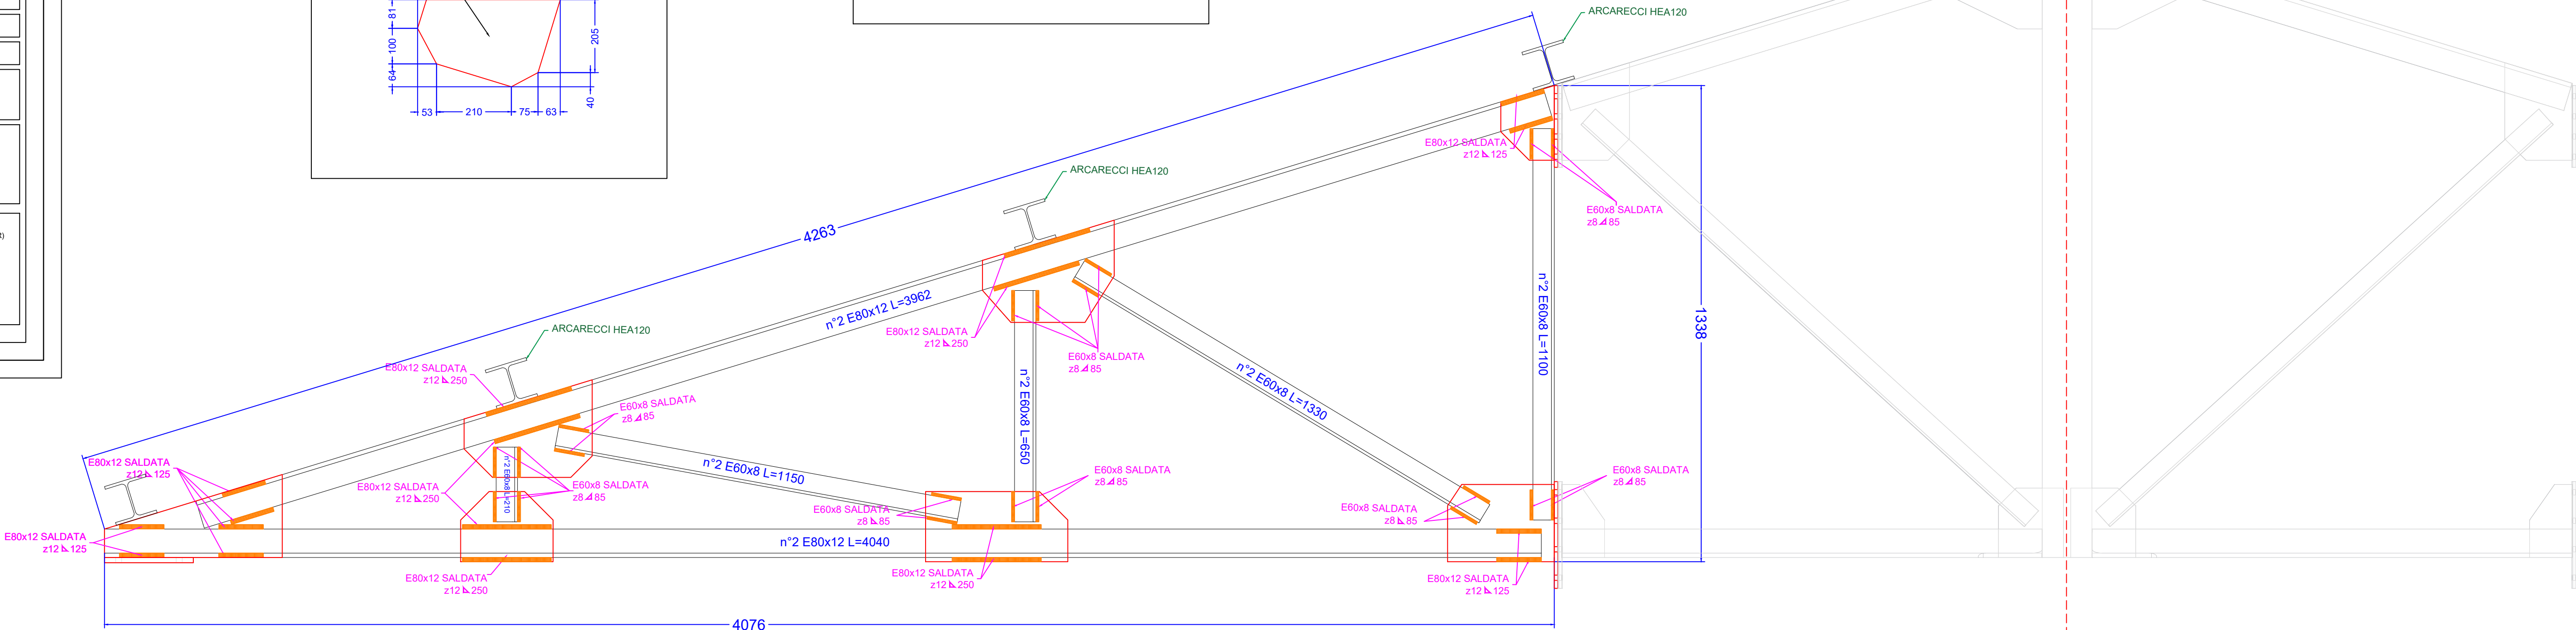 81
100
64
53
210
75
63
205
40
ARCARECCI HEA120
E80x12 SALDATA
z12 125
E60x8 SALDATA
z8 85
ARCARECCI HEA120
4263
n°2 E80x12 L=3962
E80x12 SALDATA
z12 250
E60x8 SALDATA
z8 85
n°2 E60x8 L=1100
1338
ARCARECCI HEA120
E80x12 SALDATA
z12 250
E60x8 SALDATA
z8 85
n°2 E60x8 L=650
n°2 E60x8 L=1330
E80x12 SALDATA
z12 125
n°2 E60x8 L=210
n°2 E60x8 L=1150
E80x12 SALDATA
z12 250
E60x8 SALDATA
z8 85
E60x8 SALDATA
z8 85
E60x8 SALDATA
z8 85
E60x8 SALDATA
z8 85
E60x8 SALDATA
z8 85
E80x12 SALDATA
z12 125
n°2 E80x12 L=4040
E80x12 SALDATA
z12 250
E80x12 SALDATA
z12 250
E80x12 SALDATA
z12 125
4076